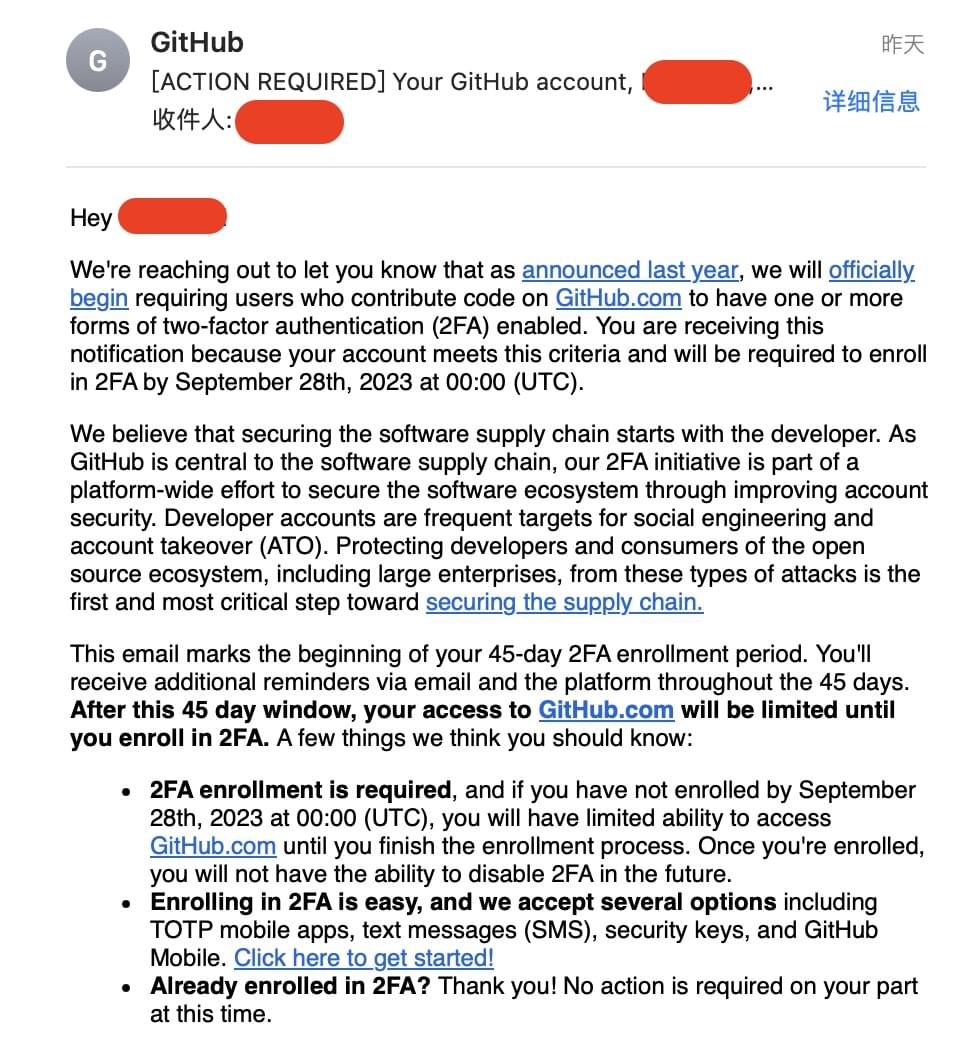 G
GitHub
昨天
[ACTION REQUIRED] Your GitHub account, ,...
详细信息
收件人:
Hey
We're reaching out to let you know that as announced last year, we will officially
begin requiring users who contribute code on GitHub.com to have one or more
forms of two-factor authentication (2FA) enabled. You are receiving this
notification because your account meets this criteria and will be required to enroll
in 2FA by September 28th, 2023 at 00:00 (UTC).
We believe that securing the software supply chain starts with the developer. As
GitHub is central to the software supply chain, our 2FA initiative is part of a
platform-wide effort to secure the software ecosystem through improving account
security. Developer accounts are frequent targets for social engineering and
account takeover (ATO). Protecting developers and consumers of the open
source ecosystem, including large enterprises, from these types of attacks is the
first and most critical step toward securing the supply chain.
This email marks the beginning of your 45-day 2FA enrollment period. You'll
receive additional reminders via email and the platform throughout the 45 days.
After this 45 day window, your access to GitHub.com will be limited until
you enroll in 2FA. A few things we think you should know:
• 2FA enrollment is required, and if you have not enrolled by September
28th, 2023 at 00:00 (UTC), you will have limited ability to access
GitHub.com until you finish the enrollment process. Once you're enrolled,
you will not have the ability to disable 2FA in the future.
• Enrolling in 2FA is easy, and we accept several options including
TOTP mobile apps, text messages (SMS), security keys, and GitHub
Mobile. Click here to get started!
• Already enrolled in 2FA? Thank you! No action is required on your part
at this time.